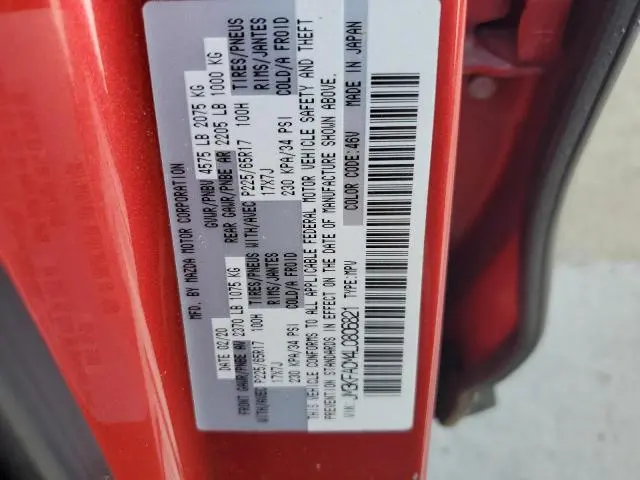 MFD. BY MAZDA MOTOR CORPORATION
DATE 02/20 GVWR/PNBV 4575 LB 2075 KG
FRONT GAWR/PNBE AV 2370 LB 1075 KG REAR GAWR/PNBE AR 2205 LB 1000 KG
WITH/AVEC P225/65R17 100H TIRES/PNEUS WITH/AVEC P225/65R17 100H TIRES/PNEUS
17X7J RIMS/JANTES 17X7J RIMS/JANTES
230 KPA/34 PSI COLD/A FROID 230 KPA/34 PSI COLD/A FROID
THIS VEHICLE CONFORMS TO ALL APPLICABLE FEDERAL MOTOR VEHICLE SAFETY AND THEFT
PREVENTION STANDARDS IN EFFECT ON THE DATE OF MANUFACTURE SHOWN ABOVE.
VIN: JM3KFACM4L0806821 TYPE:MPV COLOR CODE:46V MADE IN JAPAN